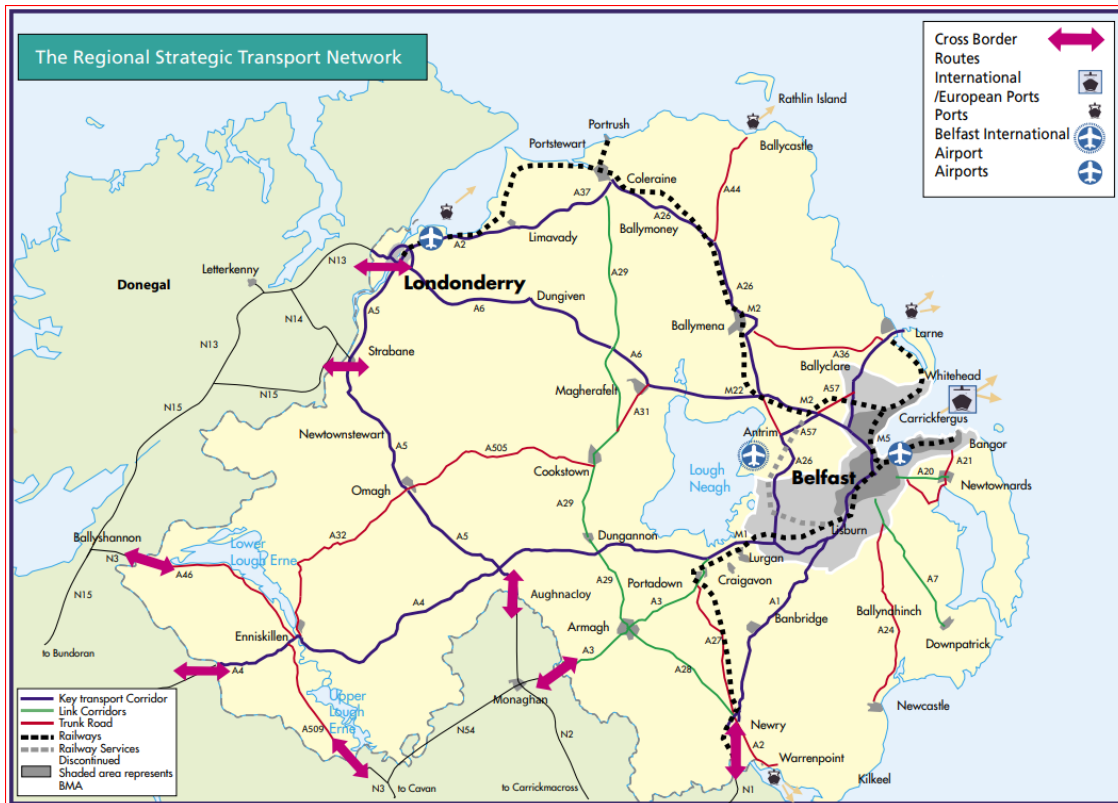 The Regional Strategic Transport Network
Cross Border
Routes
International
/European Ports
Ports
Belfast International
Airport
Airports
Rathlin Island
Portrush
Portstewart
Ballycastle
Coleraine
A37
A44
A26
Limavady
Ballymoney
A2
N13
Letterkenny
Donegal
Londonderry
A29
Dungiven
A26
A5
A6
M2
N14
Ballymena
Larne
N13
Strabane
Ballyclare
A36
A6
Whitehead
N15
Magherafelt
M22
A57
M2
N15
A31
Carrickfergus
Newtownstewart
Antrim
A57
M5
Bangor
A5
A505
A26
Belfast
A20
A21
Cookstown
Lough
Neagh
Newtownards
Omagh
A29
Lisburn
Ballyshannon
A32
Dungannon
M1
Lower
Lough Erne
A5
Lurgan
N3
A46
A29
Portadown
Craigavon
A7
N15
Aughnacloy
A3
A1
A4
Armagh
Banbridge
Ballynahinch
Enniskillen
A27
Downpatrick
to Bundoran
A3
A24
A4
A28
Monaghan
Upper
Lough
Erne
Newcastle
Newry
A509
N54
A2
N2
Warrenpoint
Kilkeel
N3
to Cavan
to Carrickmacross
N1
Key transport Corridor
Link Corridors
Trunk Road
Railways
Railway Services
Discontinued
Shaded area represents
BMA